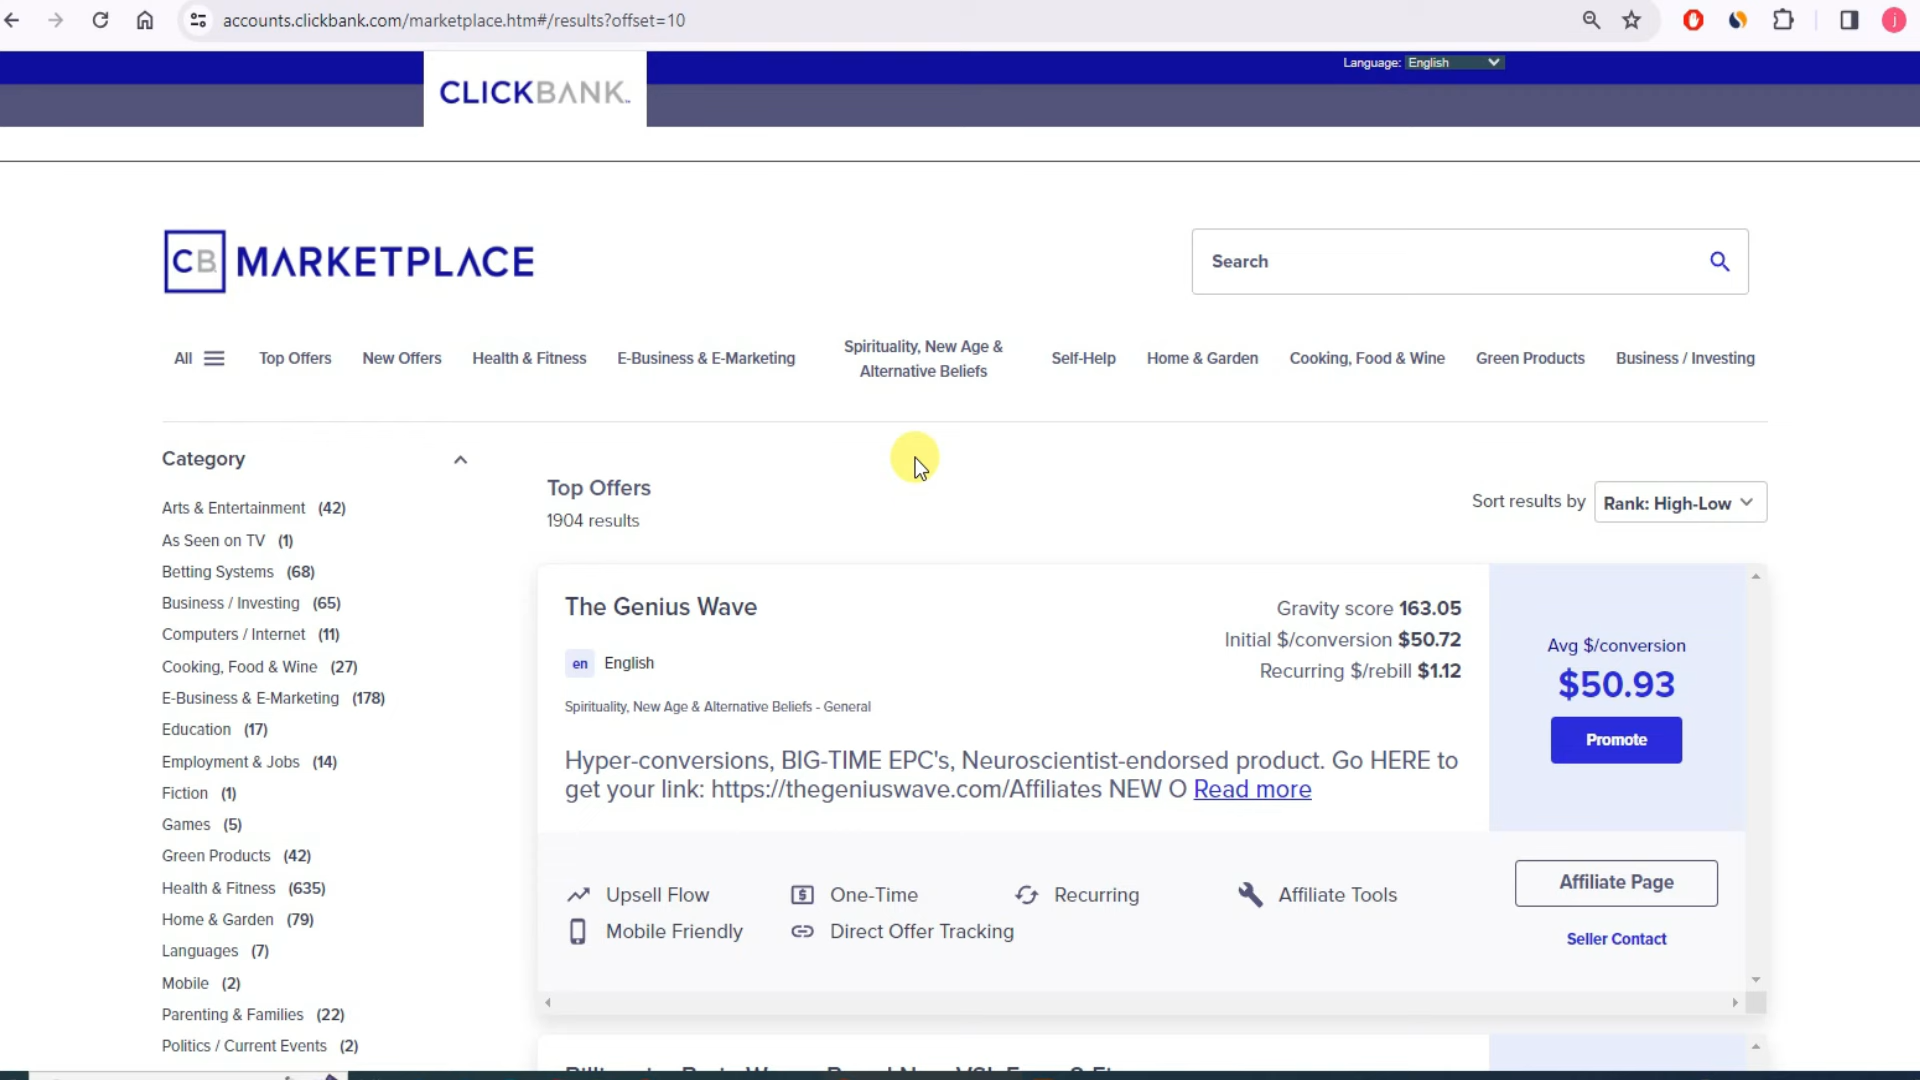 accounts.clickbank.com/marketplace.htm#/results?offset=10
j
Language: English
CLICKBANK
CB MARKETPLACE
Search
All
Top Offers
New Offers
Health & Fitness
E-Business & E-Marketing
Spirituality, New Age &
Alternative Beliefs
Self-Help
Home & Garden
Cooking, Food & Wine
Green Products
Business / Investing
Category
Arts & Entertainment (42)
As Seen on TV (1)
Betting Systems (68)
Business / Investing (65)
Computers / Internet (11)
Cooking, Food & Wine (27)
E-Business & E-Marketing (178)
Education (17)
Employment & Jobs (14)
Fiction (1)
Games (5)
Green Products (42)
Health & Fitness (635)
Home & Garden (79)
Languages (7)
Mobile (2)
Parenting & Families (22)
Politics / Current Events (2)
Top Offers
1904 results
Sort results by Rank: High-Low
The Genius Wave
en English
Spirituality, New Age & Alternative Beliefs - General
Gravity score 163.05
Initial $/conversion $50.72
Recurring $/rebill $1.12
Hyper-conversions, BIG-TIME EPC's, Neuroscientist-endorsed product. Go HERE to
get your link: https://thegeniuswave.com/Affiliates NEW O Read more
Avg $/conversion
$50.93
Promote
Upsell Flow
One-Time
Recurring
Affiliate Tools
Mobile Friendly
Direct Offer Tracking
Affiliate Page
Seller Contact